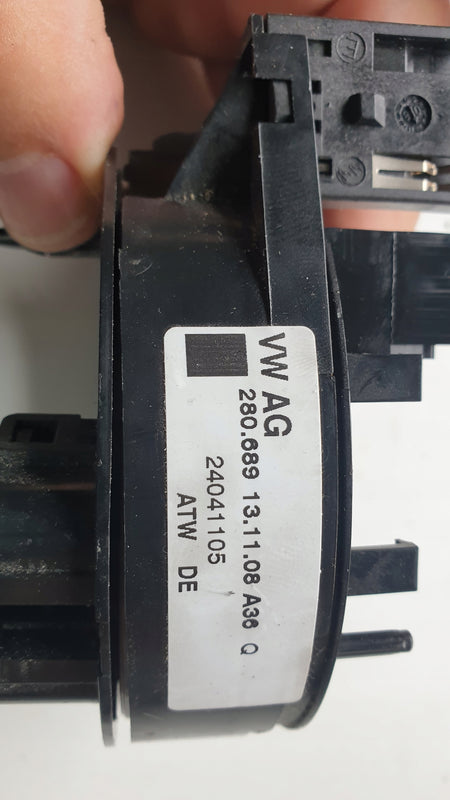 VW AG
280.689 13.11.08 A36 Q
24041105
ATW DE